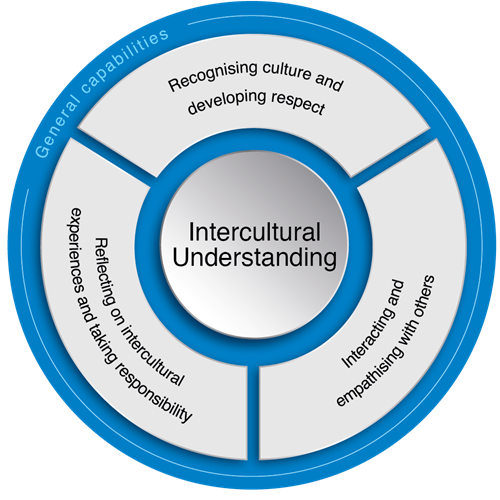 General capabilities
Recognising culture and
developing respect
Intercultural
Understanding
Interacting and
empathising with others
Reflecting on intercultural
experiences and taking responsibility